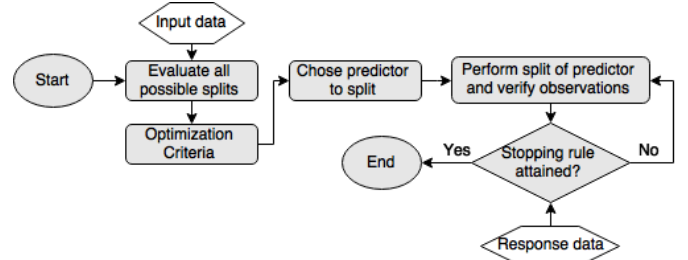 Input data
Start
Evaluate all
possible splits
Optimization
Criteria
Chose predictor
to split
Perform split of predictor
and verify observations
Stopping rule
attained?
Yes
No
End
Response data